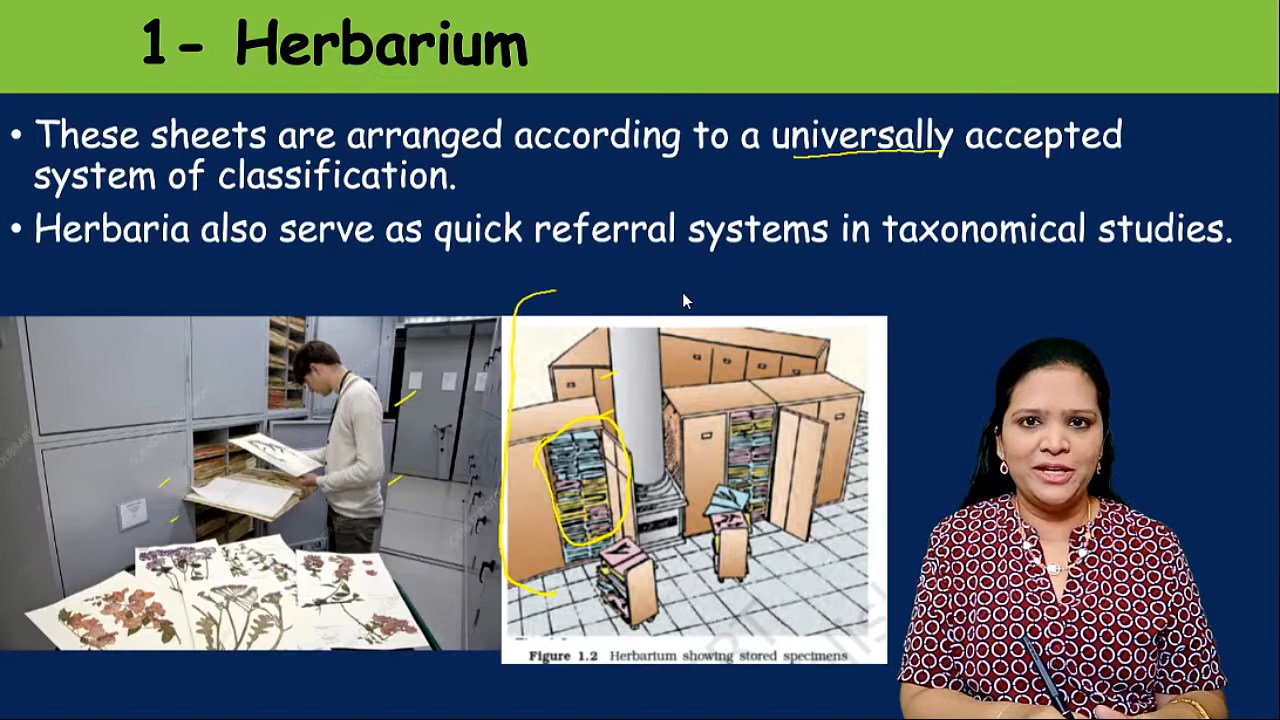 1- Herbarium
• These sheets are arranged according to a universally accepted
system of classification.
• Herbaria also serve as quick referral systems in taxonomical studies.
Figure 1.2 Herbarium showing stored specimens